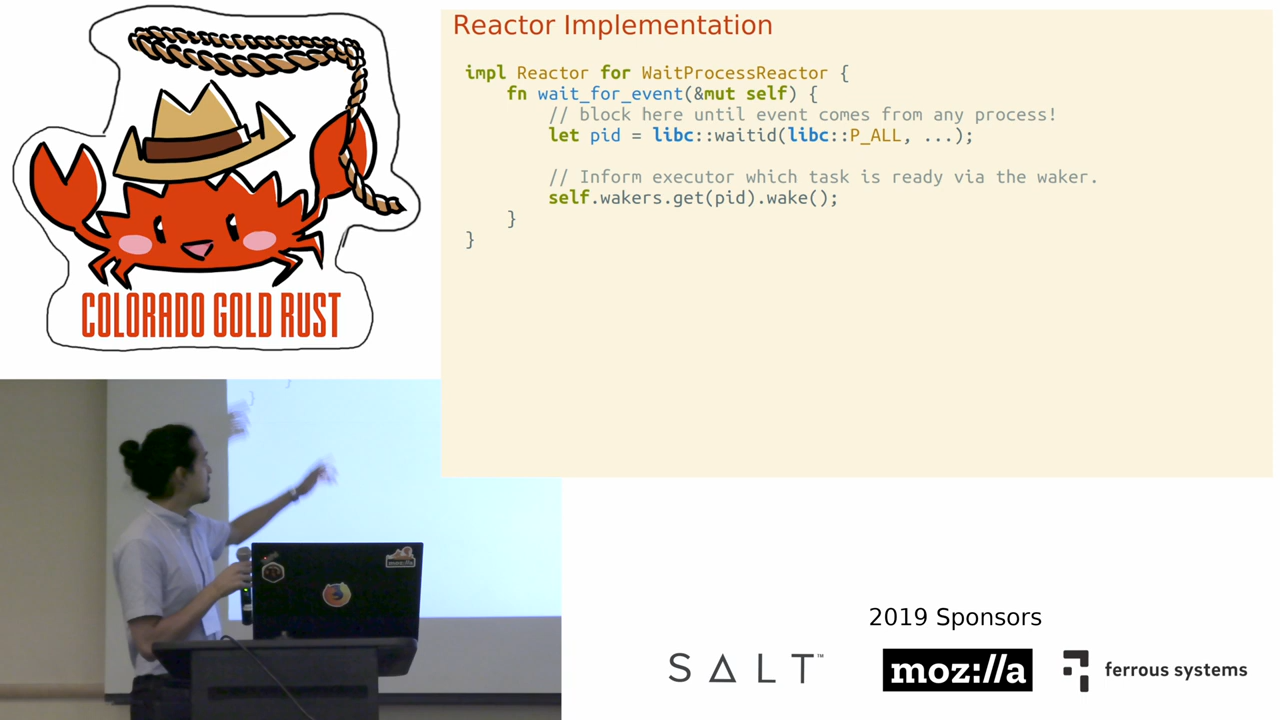 COLORADO GOLD RUST
Reactor Implementation
impl Reactor for WaitProcessReactor {
    fn wait_for_event(&mut self) {
        // block here until event comes from any process!
        let pid = libc::waitid(libc::P_ALL, ...);
        // Inform executor which task is ready via the waker.
        self.wakers.get(pid).wake();
    }
}
moz://a
2019 Sponsors
SALT™
moz://a
ferrous systems